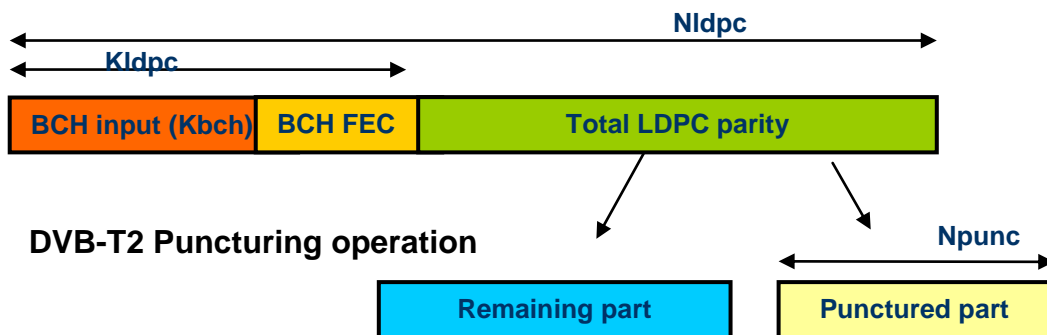 Nldpc
Kldpc
BCH input (Kbch) BCH FEC Total LDPC parity
DVB-T2 Puncturing operation
Npunc
Remaining part Punctured part